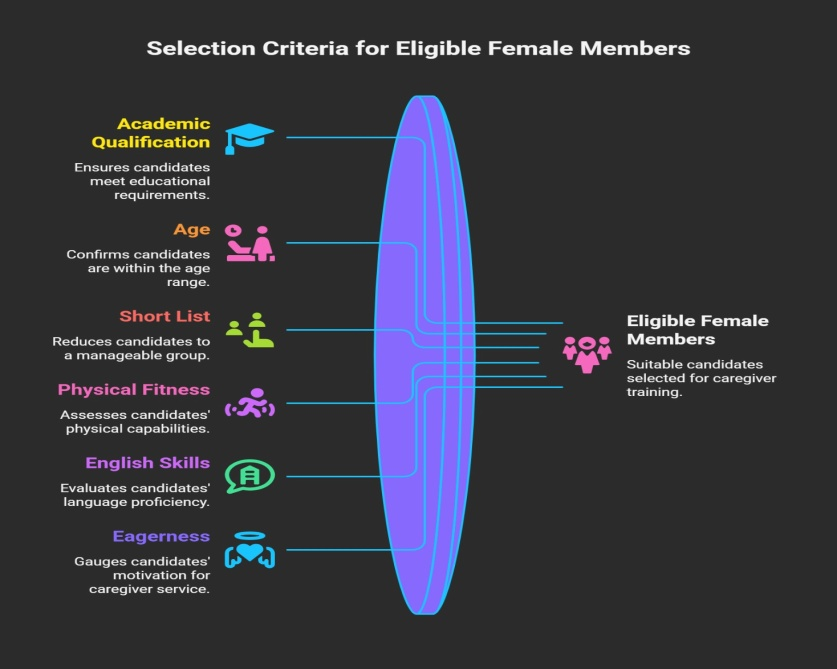 Selection Criteria for Eligible Female Members
Academic
Qualification
Ensures candidates
meet educational
requirements.
Age
Confirms candidates
are within the age
range.
Short List
Reduces candidates to
a manageable group.
Physical Fitness
Assesses candidates'
physical capabilities.
English Skills
Evaluates candidates'
language proficiency.
Eagerness
Gauges candidates'
motivation for
caregiver service.
Eligible Female
Members
Suitable candidates
selected for caregiver
training.